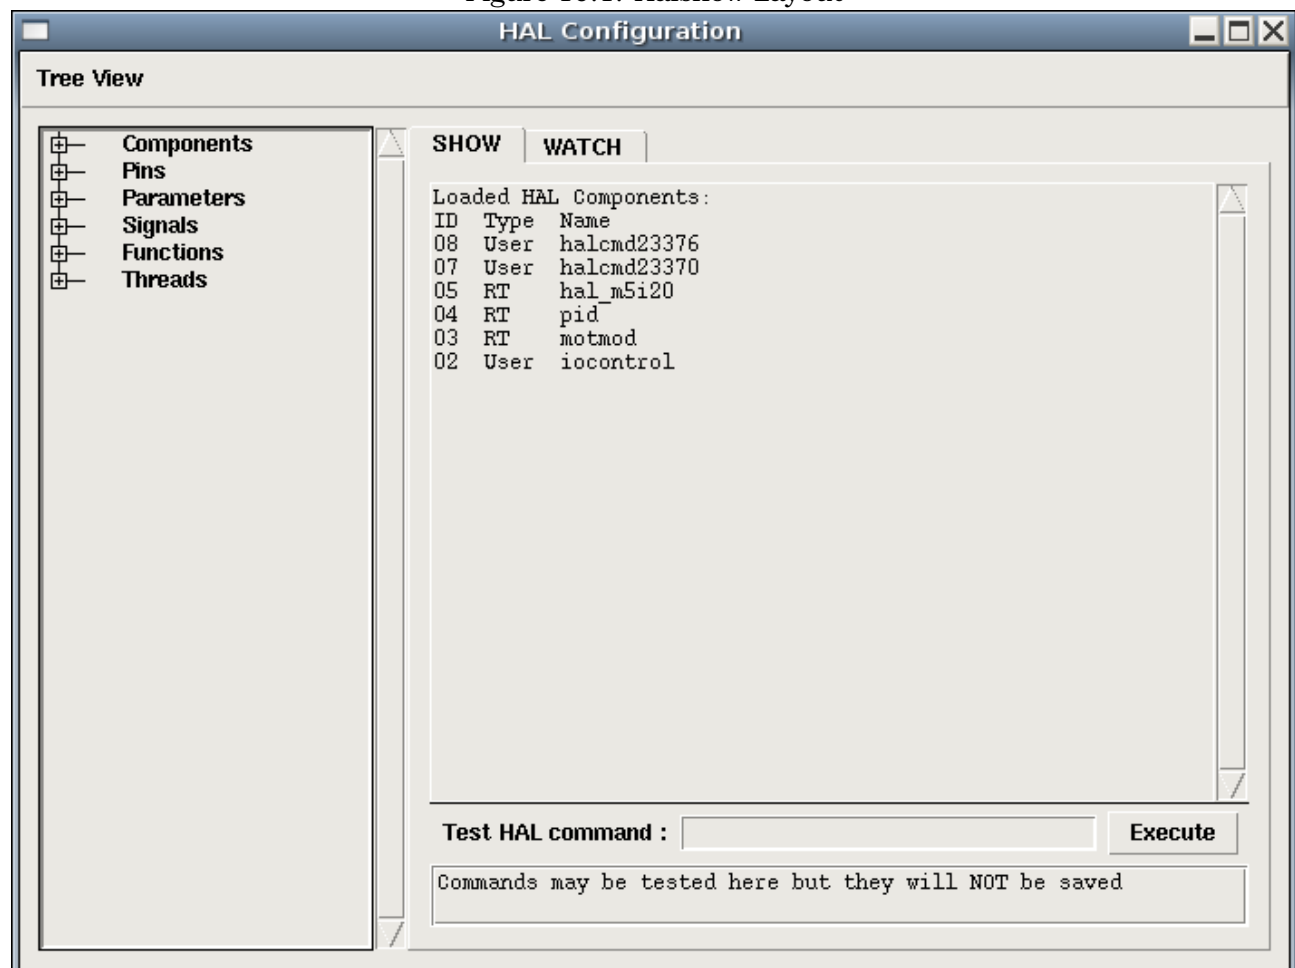 HAL Configuration
Tree View
Components
Pins
Parameters
Signals
Functions
Threads
SHOW WATCH
Loaded HAL Components:
ID Type Name
08 User halcmd23376
07 User halcmd23370
05 RT hal_m5i20
04 RT pid
03 RT motmod
02 User iocontrol
Test HAL command : Execute
Commands may be tested here but they will NOT be saved